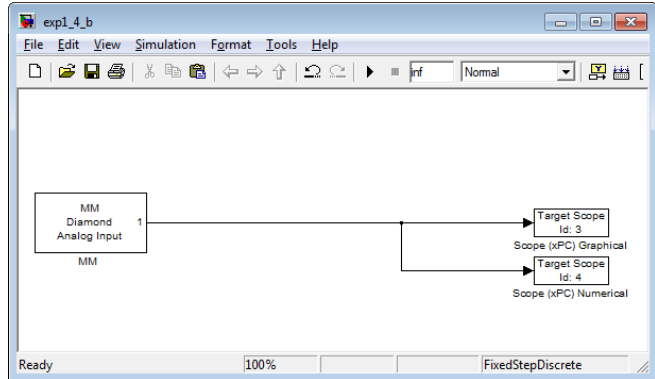 exp1_4_b
File Edit View Simulation Format Tools Help
inf Normal
MM
Diamond
Analog Input
1
MM
Target Scope
Id: 3
Scope (xPC) Graphical
Target Scope
Id: 4
Scope (xPC) Numerical
Ready 100% FixedStepDiscrete